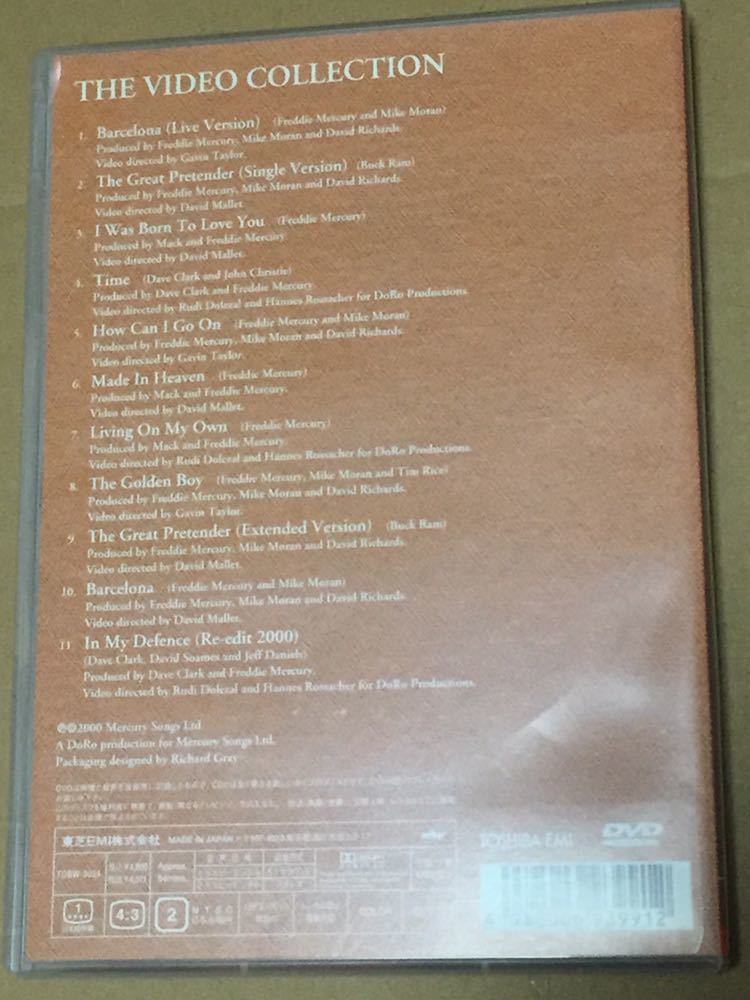 THE VIDEO COLLECTION
1. Barcelona (Live Version) (Freddie Mercury and Mike Moran)
Produced by Freddie Mercury, Mike Moran and David Richards.
Video directed by Gavin Taylor.
2. The Great Pretender (Single Version) (Buck Ram)
Produced by Freddie Mercury, Mike Moran and David Richards.
Video directed by David Mallet.
3. I Was Born To Love You (Freddie Mercury)
Produced by Mack and Freddie Mercury
Video directed by David Mallet.
4. Time (Dave Clark and John Christie)
Produced by Dave Clark and Freddie Mercury
Video directed by Rudi Dolezal and Hannes Rossacher for DoRo Productions.
5. How Can I Go On (Freddie Mercury and Mike Moran)
Produced by Freddie Mercury, Mike Moran and David Richards.
Video directed by Gavin Taylor.
6. Made In Heaven (Freddie Mercury)
Produced by Mack and Freddie Mercury.
Video directed by David Mallet.
7. Living On My Own (Freddie Mercury)
Produced by Mack and Freddie Mercury.
Video directed by Rudi Dolezal and Hannes Rossacher for DoRo Productions.
8. The Golden Boy (Freddie Mercury, Mike Moran and Tim Rice)
Produced by Freddie Mercury, Mike Moran and David Richards.
Video directed by Gavin Taylor.
9. The Great Pretender (Extended Version) (Buck Ram)
Produced by Freddie Mercury, Mike Moran and David Richards.
Video directed by David Mallet.
10. Barcelona (Freddie Mercury and Mike Moran)
Produced by Freddie Mercury, Mike Moran and David Richards.
Video directed by David Mallet.
11 In My Defence (Re-edit 2000)
(Dave Clark, David Soames and Jeff Daniels)
Produced by Dave Clark and Freddie Mercury.
Video directed by Rudi Dolezal and Hannes Rossacher for DoRo Productions.
℗©2000 Mercury Songs Ltd.
A DoRo production for Mercury Songs Ltd.
Packaging designed by Richard Gray
東芝EMI株式会社 MADE IN JAPAN
TOSHIBA EMI DVD
Approx.
1 4:3 2 NTSC COLOR
日本語字幕
9912